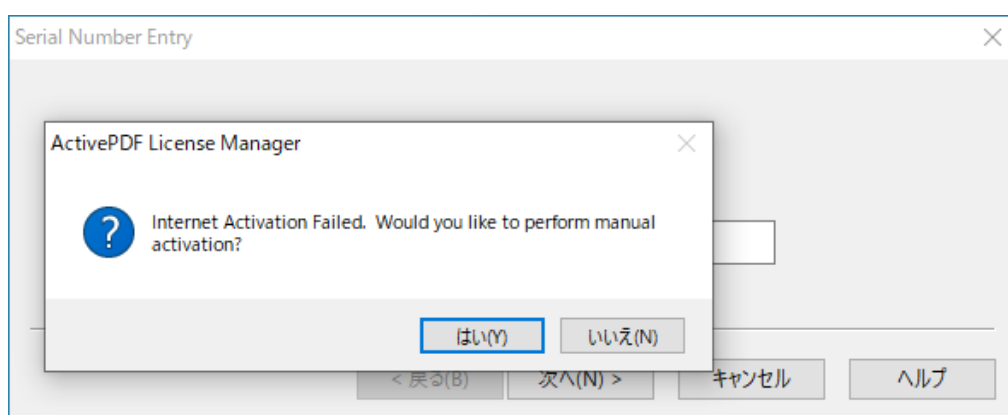 Serial Number Entry
ActivePDF License Manager
Internet Activation Failed.  Would you like to perform manual
activation?
はい(Y)
いいえ(N)
< 戻る(B)
次へ(N) >
キャンセル
ヘルプ